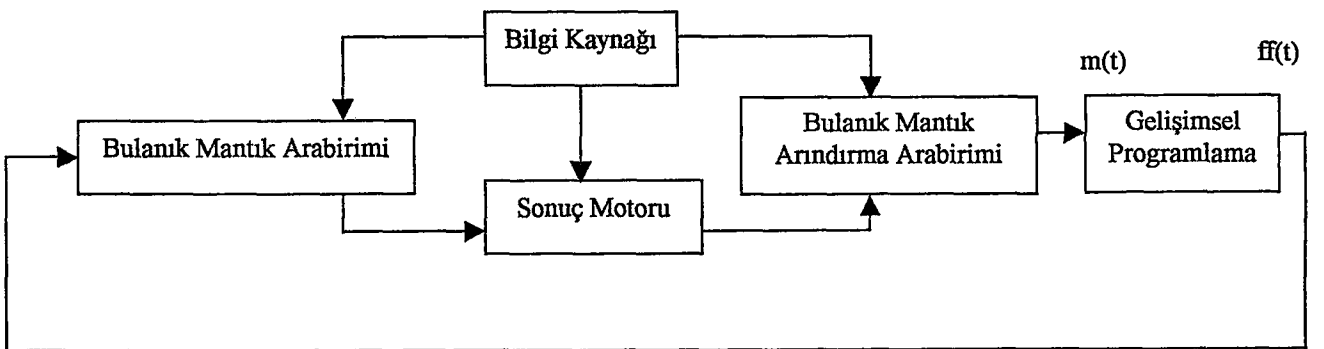 Bilgi Kaynağı
m(t)
ff(t)
Bulanık Mantık Arabirimi
Bulanık Mantık
Arındırma Arabirimi
Gelişimsel
Programlama
Sonuç Motoru